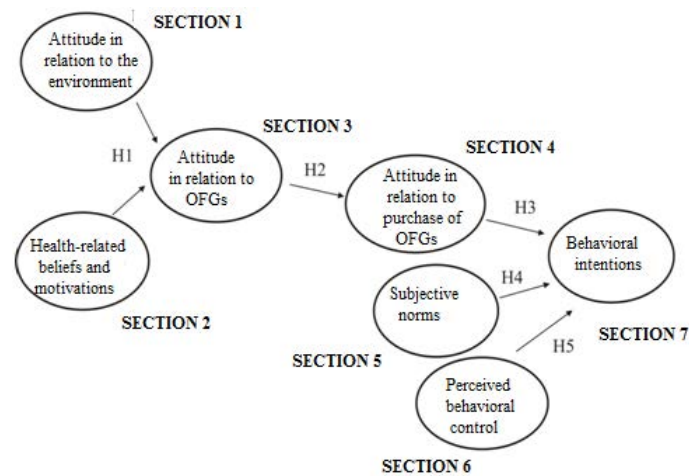 SECTION 1
Attitude in
relation to the
environment
SECTION 3
H1
Attitude
in relation to
OFGs
H2
SECTION 4
Attitude in
relation to
purchase of
OFGs
H3
Health-related
beliefs and
motivations
SECTION 2
Behavioral
intentions
H4
Subjective
norms
SECTION 5
H5
SECTION 7
Perceived
behavioral
control
SECTION 6